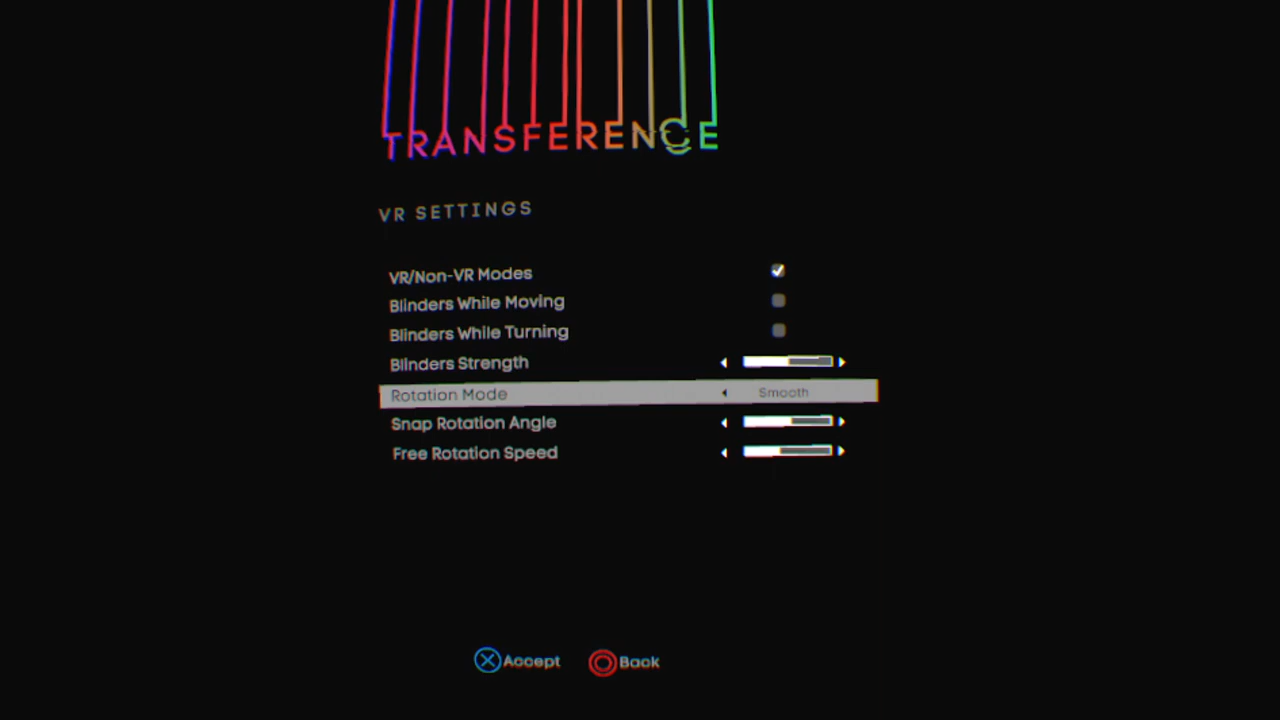 TRANSFERENCE
VR SETTINGS
VR/Non-VR Modes
Blinders While Moving
Blinders While Turning
Blinders Strength
Rotation Mode Smooth
Snap Rotation Angle
Free Rotation Speed
Accept Back